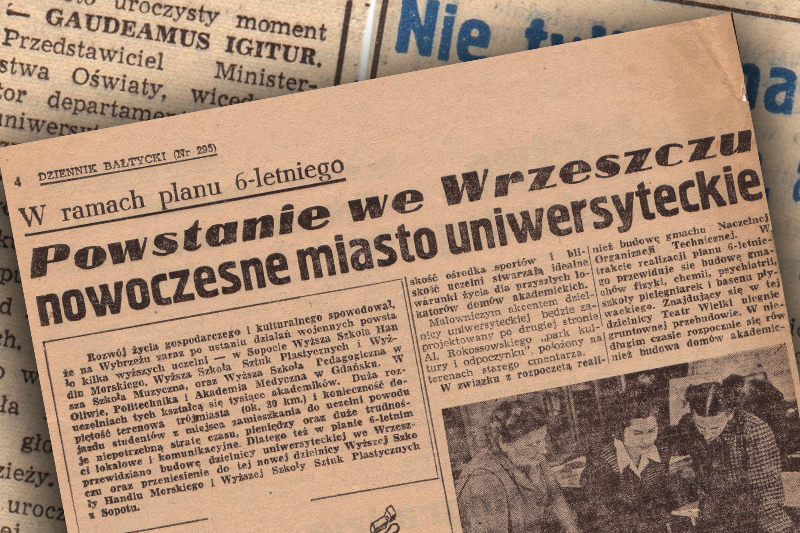 to uroczysty moment
— GAUDEAMUS IGITUR.
Przedstawiciel Minister-
stwa Oświaty, wiced
tor departame
uniwersy
Nie
4 DZIENNIK BAŁTYCKI (Nr 295)
W ramach planu 6-letniego
Powstanie we Wrzeszczu
nowoczesne miasto uniwersyteckie
Rozwój życia gospodarczego i kulturalnego spowodował,
że na Wybrzeżu zaraz po ustaniu działań wojennych powsta
ło kilka wyższych uczelni — w Sopocie Wyższa Szkoła Han
dlu Morskiego, Wyższa Szkoła Sztuk Plastycznych i Wyż-
sza Szkoła Muzyczna, oraz Wyższa Szkoła Pedagogiczna w
Oliwie, Politechnika i Akademia Medyczna w Gdańsku. W
uczelniach tych kształcą się tysiące akademików. Duża roz-
piętość terenowa trójmiasta (ok. 30 km.) i konieczność do-
jazdu studentów z miejsca zamieszkania do uczelni powodu
je niepotrzebną stratę czasu, pieniędzy oraz duże trudnoś-
ci lokalowe i komunikacyjne. Dlatego też w planie 6-letnim
przewidziano budowę dzielnicy uniwersyteckiej we Wrzesz-
czu oraz przeniesienie do tej nowej dzielnicy Wyższej Szko
ły Handlu Morskiego i Wyższej Szkoły Sztuk Plastycznych
z Sopotu.
skość ośrodka sportów i bli-
skość uczelni stwarzają idealne
warunki życia dla przyszłych lo-
katorów domów akademickich.
Malowniczym akcentem dziel-
nicy uniwersyteckiej będzie za-
projektowany po drugiej stronie
Al. Rokossowskiego „park kul-
tury i odpoczynku", położony na
terenach starego cmentarza.
W związku z rozpoczętą reali-
nież budowę gmachu Naczelnej
Organizacji Technicznej. W
trakcie realizacji planu 6-letnie-
go przewiduje się budowę gma-
chów fizyki, chemii, psychiatrii,
szkoły pielęgniarek i basenu pły-
wackiego. Znajdujący się w tej
dzielnicy Teatr Wielki ulegnie
gruntownej przebudowie. W nie-
długim czasie rozpocznie się rów
nież budowa domów akademic-